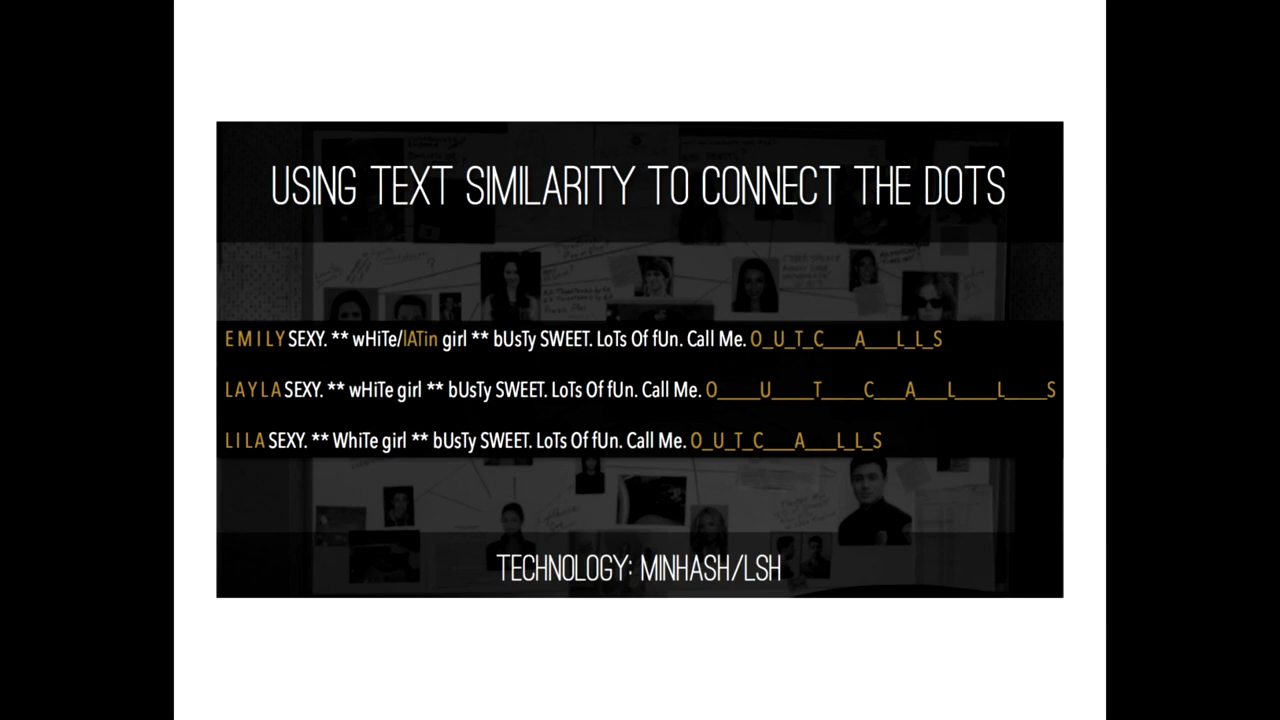 USING TEXT SIMILARITY TO CONNECT THE DOTS
E M I L Y SEXY. ** wHiTe/lATin girl ** bUsTy SWEET. LoTs Of fUn. Call Me. O_U_T_C___A___L_L_S
L A Y L A SEXY. ** wHiTe girl ** bUsTy SWEET. LoTs Of fUn. Call Me. O____U____T____C___A___L____L____S
L I L A SEXY. ** WhiTe girl ** bUsTy SWEET. LoTs Of fUn. Call Me. O_U_T_C___A___L_L_S
TECHNOLOGY: MINHASH/LSH